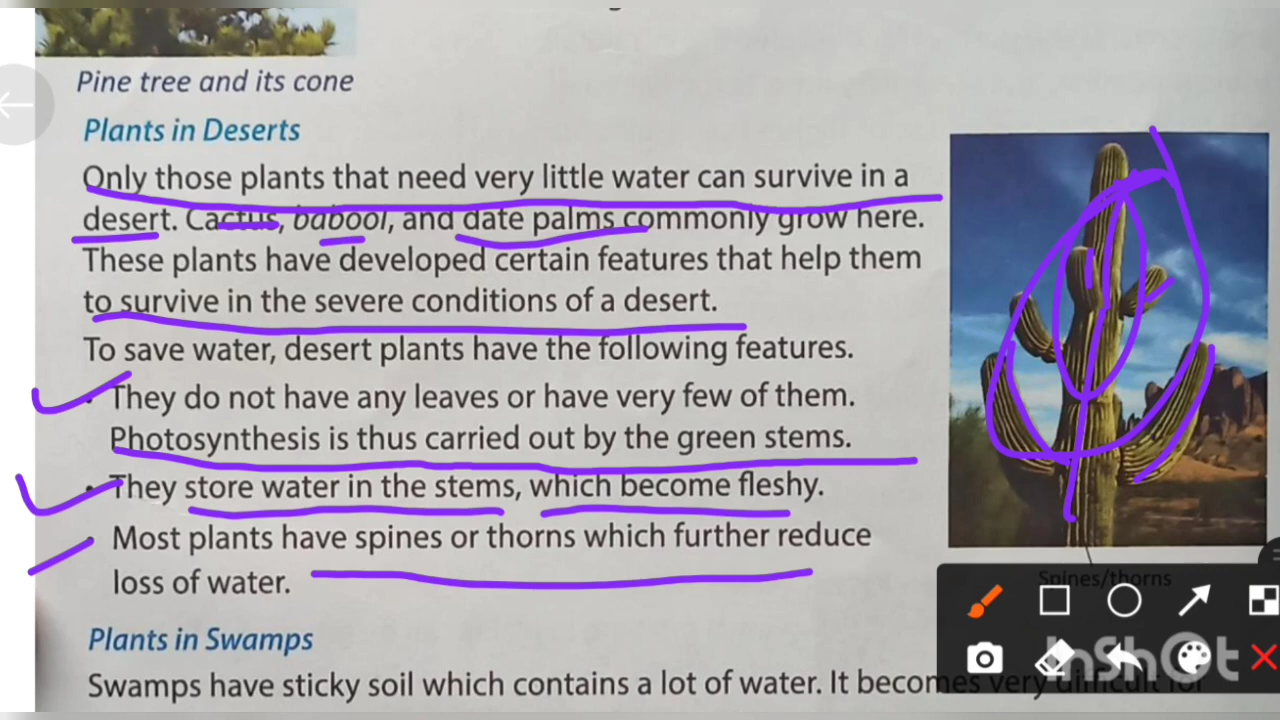 Pine tree and its cone
Plants in Deserts
Only those plants that need very little water can survive in a
desert. Cactus, babool, and date palms commonly grow here.
These plants have developed certain features that help them
to survive in the severe conditions of a desert.
To save water, desert plants have the following features.
• They do not have any leaves or have very few of them.
Photosynthesis is thus carried out by the green stems.
• They store water in the stems, which become fleshy.
• Most plants have spines or thorns which further reduce
loss of water.
Spines/thorns
Plants in Swamps
Swamps have sticky soil which contains a lot of water. It becomes very difficult for
InShOt